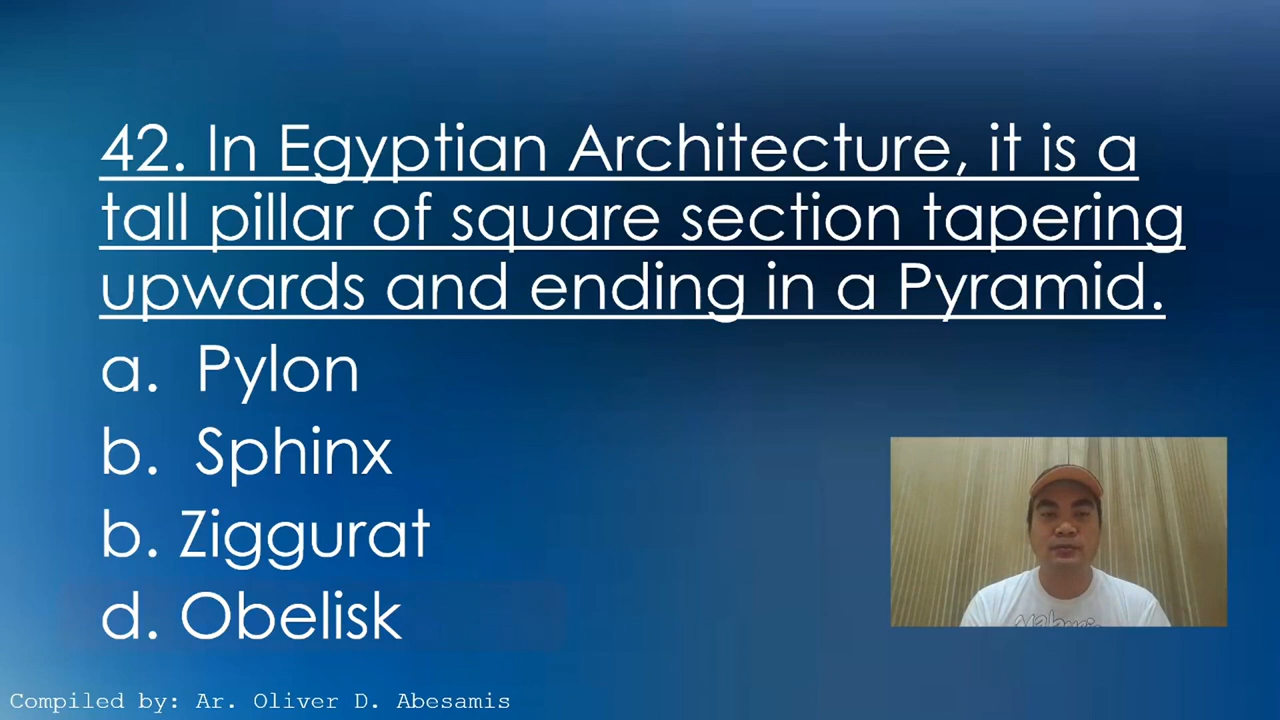 42. In Egyptian Architecture, it is a
tall pillar of square section tapering
upwards and ending in a Pyramid.
a. Pylon
b. Sphinx
b. Ziggurat
d. Obelisk
Compiled by: Ar. Oliver D. Abesamis